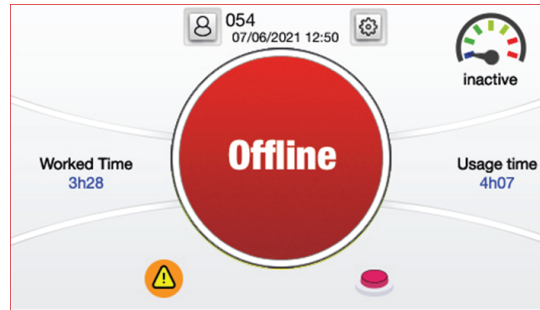 054
07/06/2021 12:50
inactive
Offline
Worked Time
3h28
Usage time
4h07